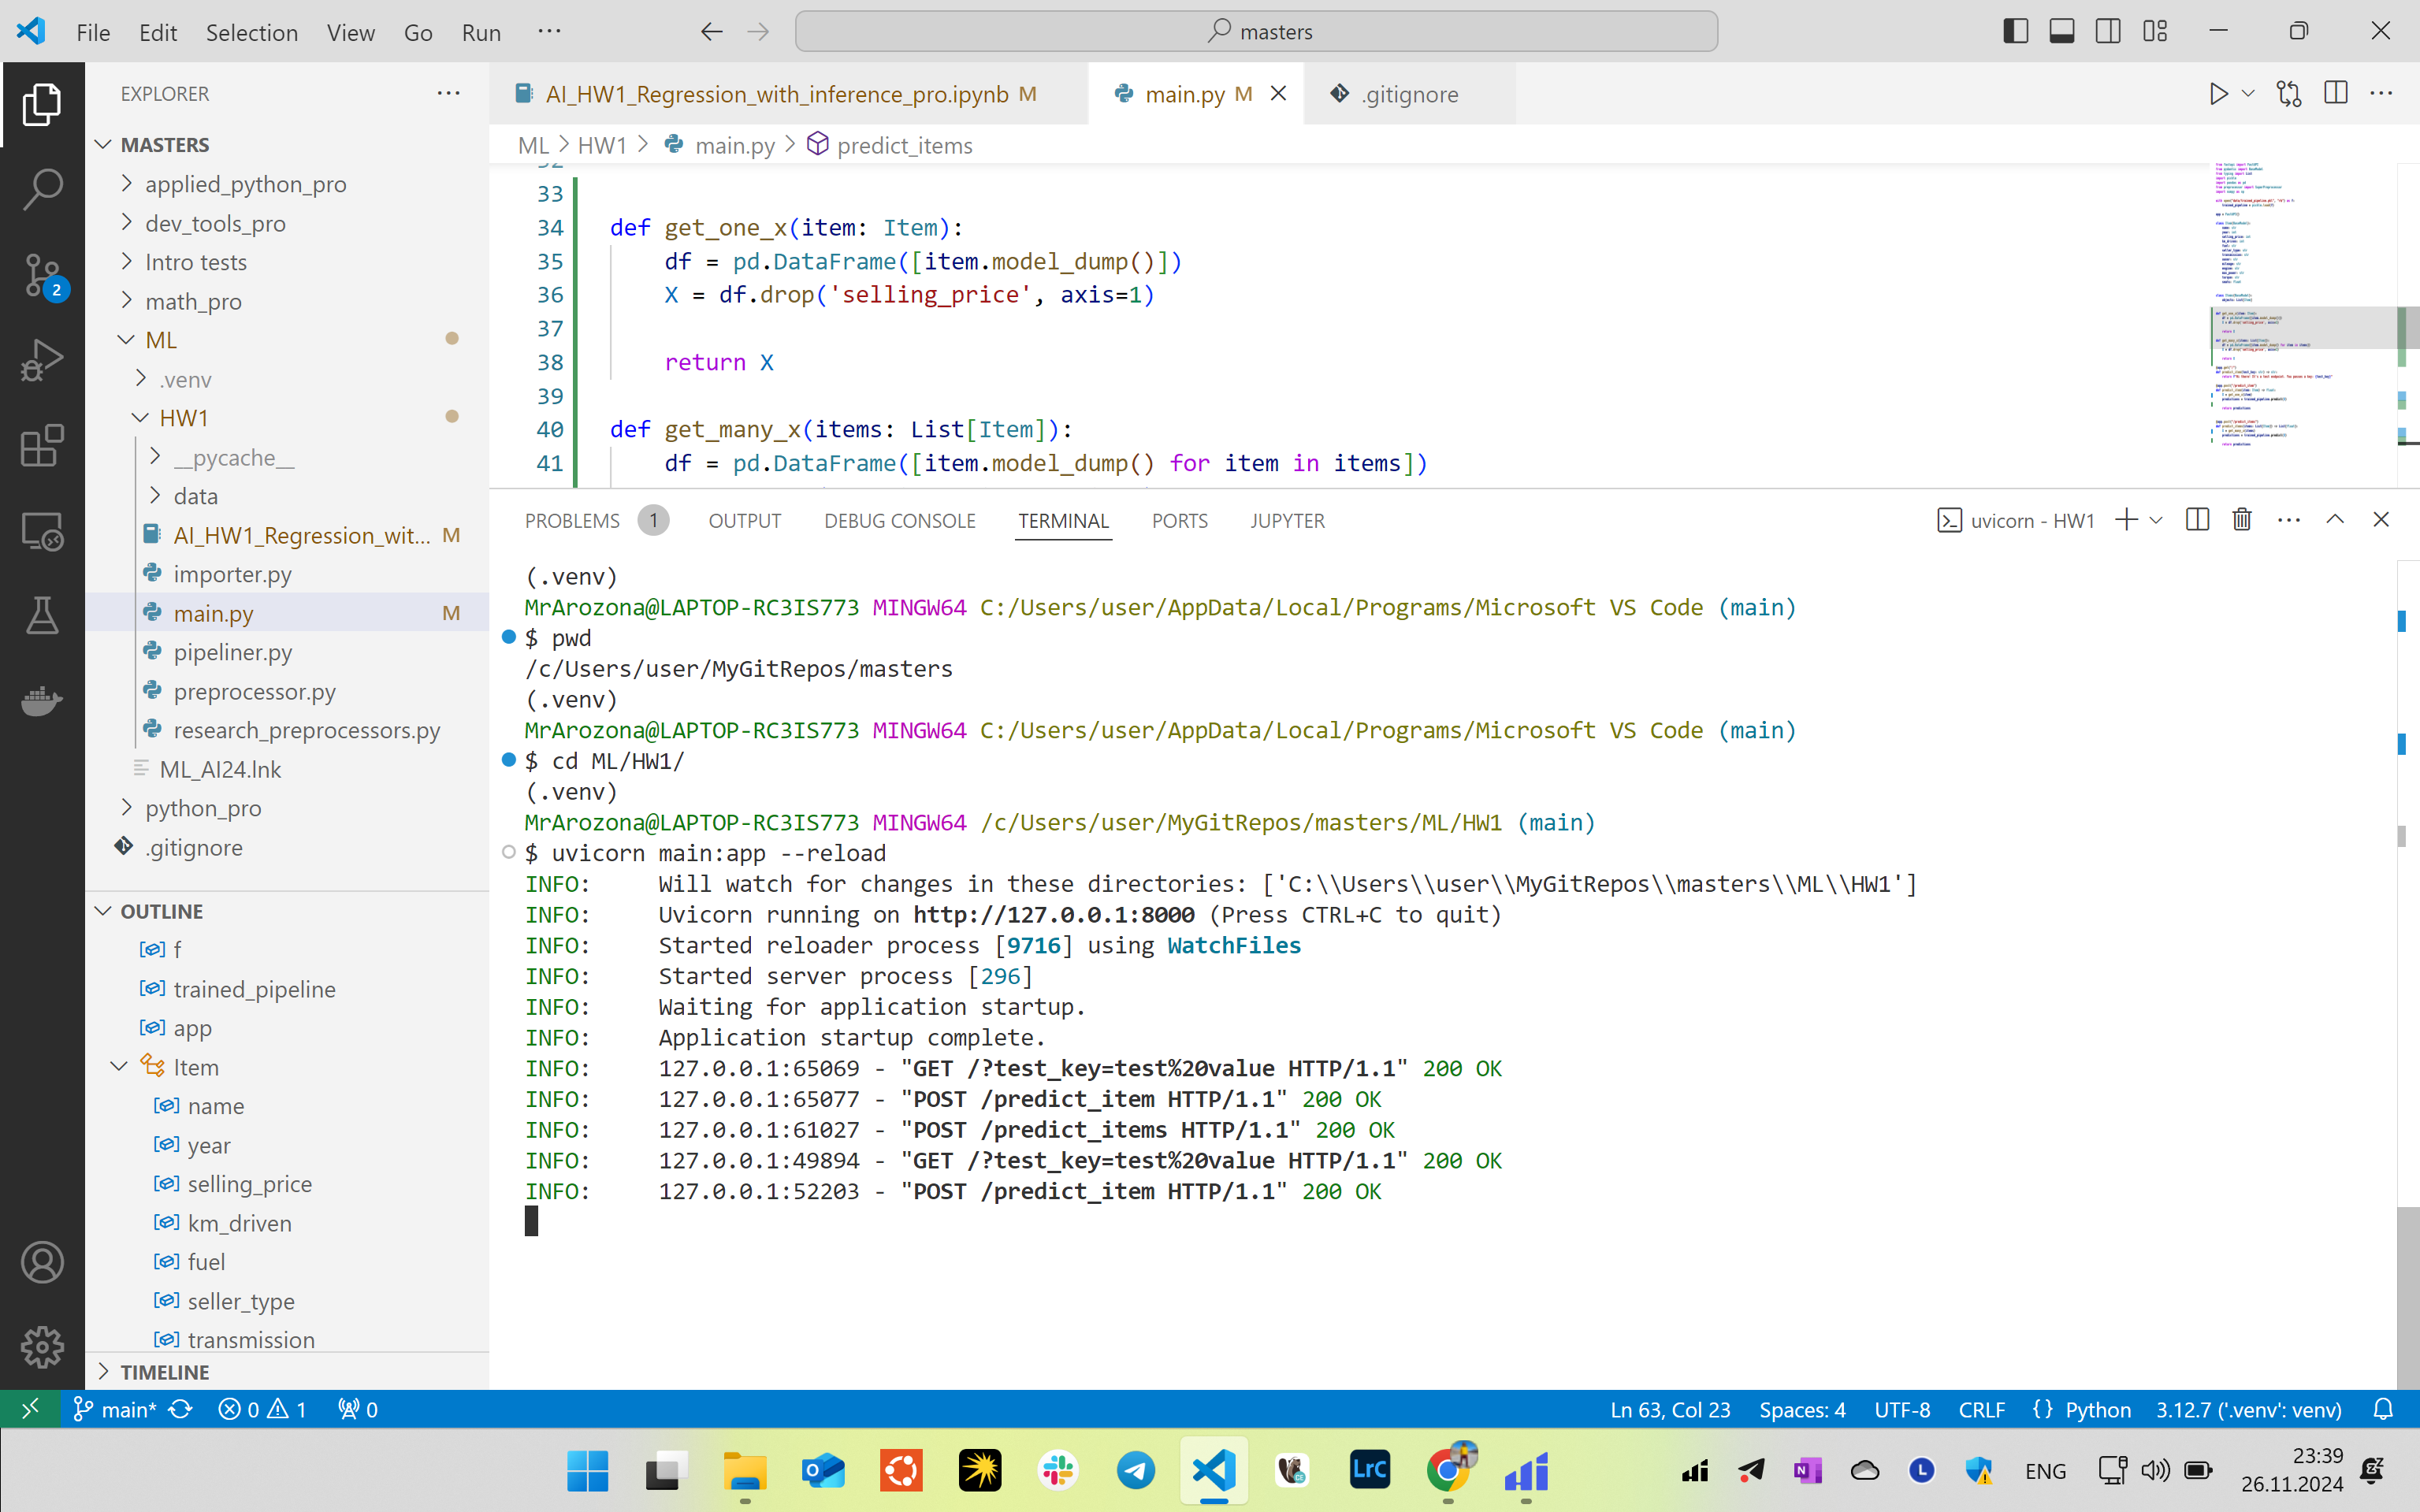 File Edit Selection View Go Run ···
masters
EXPLORER
MASTERS
applied_python_pro
dev_tools_pro
Intro tests
math_pro
ML
.venv
HW1
__pycache__
data
AI_HW1_Regression_wit... M
importer.py
main.py M
pipeliner.py
preprocessor.py
research_preprocessors.py
ML_AI24.lnk
python_pro
.gitignore
OUTLINE
f
trained_pipeline
app
Item
name
year
selling_price
km_driven
fuel
seller_type
transmission
TIMELINE
2
AI_HW1_Regression_with_inference_pro.ipynb M
main.py M
.gitignore
ML > HW1 > main.py > predict_items
32
33
34 def get_one_x(item: Item):
35 df = pd.DataFrame([item.model_dump()])
36 X = df.drop('selling_price', axis=1)
37
38 return X
39
40 def get_many_x(items: List[Item]):
41 df = pd.DataFrame([item.model_dump() for item in items])
PROBLEMS 1 OUTPUT DEBUG CONSOLE TERMINAL PORTS JUPYTER
uvicorn - HW1
(.venv)
MrArozona@LAPTOP-RC3IS773 MINGW64 C:/Users/user/AppData/Local/Programs/Microsoft VS Code (main)
$ pwd
/c/Users/user/MyGitRepos/masters
(.venv)
MrArozona@LAPTOP-RC3IS773 MINGW64 C:/Users/user/AppData/Local/Programs/Microsoft VS Code (main)
$ cd ML/HW1/
(.venv)
MrArozona@LAPTOP-RC3IS773 MINGW64 /c/Users/user/MyGitRepos/masters/ML/HW1 (main)
$ uvicorn main:app --reload
INFO: Will watch for changes in these directories: ['C:\\Users\\user\\MyGitRepos\\masters\\ML\\HW1']
INFO: Uvicorn running on http://127.0.0.1:8000 (Press CTRL+C to quit)
INFO: Started reloader process [9716] using WatchFiles
INFO: Started server process [296]
INFO: Waiting for application startup.
INFO: Application startup complete.
INFO: 127.0.0.1:65069 - "GET /?test_key=test%20value HTTP/1.1" 200 OK
INFO: 127.0.0.1:65077 - "POST /predict_item HTTP/1.1" 200 OK
INFO: 127.0.0.1:61027 - "POST /predict_items HTTP/1.1" 200 OK
INFO: 127.0.0.1:49894 - "GET /?test_key=test%20value HTTP/1.1" 200 OK
INFO: 127.0.0.1:52203 - "POST /predict_item HTTP/1.1" 200 OK
main* 0 1 0
Ln 63, Col 23 Spaces: 4 UTF-8 CRLF {} Python 3.12.7 ('.venv': venv)
LrC
ENG
23:39
26.11.2024